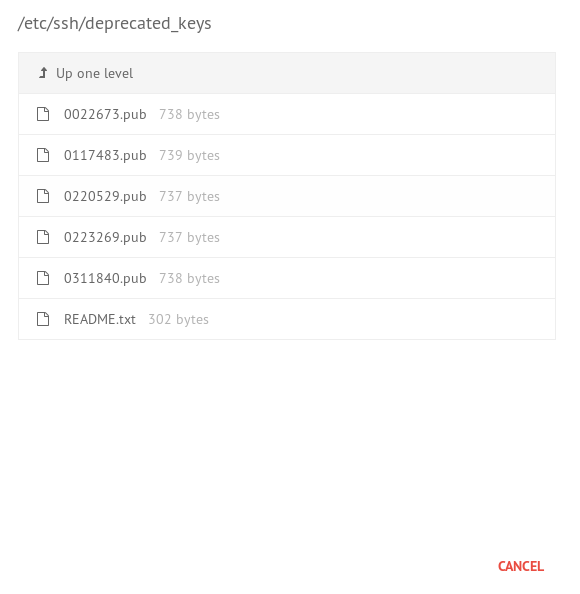 /etc/ssh/deprecated_keys
Up one level
0022673.pub 738 bytes
0117483.pub 739 bytes
0220529.pub 737 bytes
0223269.pub 737 bytes
0311840.pub 738 bytes
README.txt 302 bytes
CANCEL